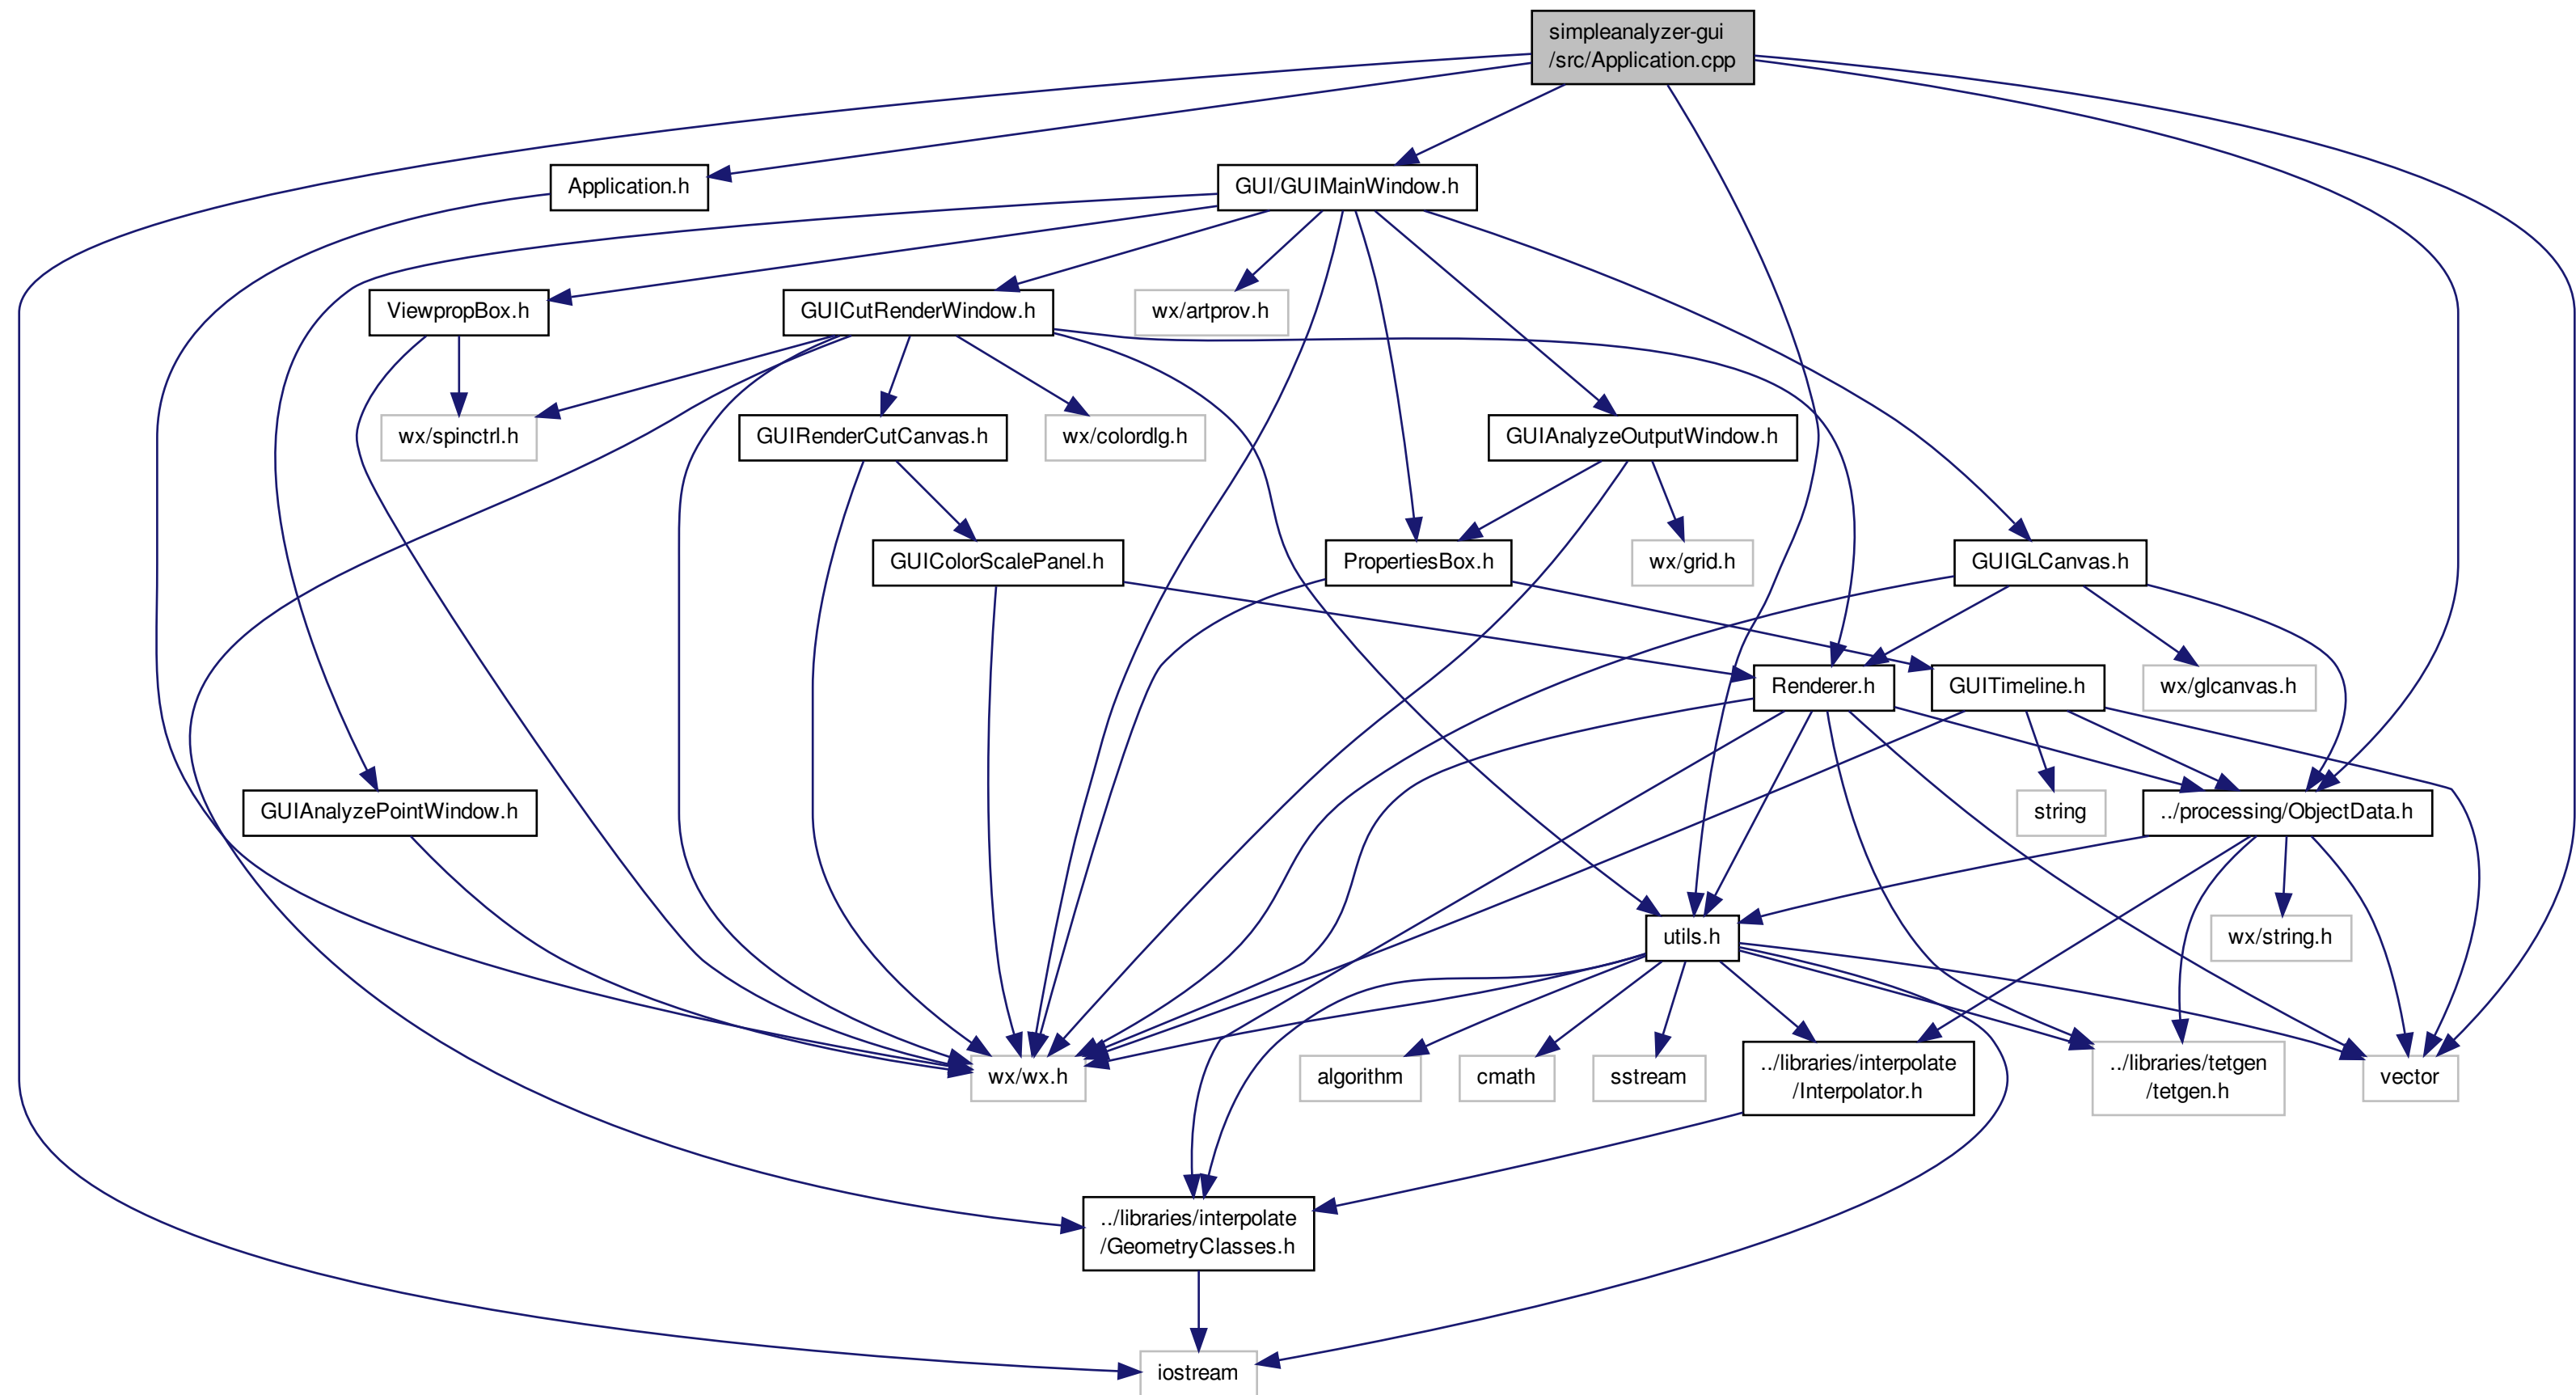 simpleanalyzer-gui
/src/Application.cpp
Application.h
GUI/GUIMainWindow.h
ViewpropBox.h
GUICutRenderWindow.h
wx/artprov.h
wx/spinctrl.h
GUIRenderCutCanvas.h
wx/colordlg.h
GUIAnalyzeOutputWindow.h
GUIColorScalePanel.h
PropertiesBox.h
wx/grid.h
GUIGLCanvas.h
Renderer.h
GUITimeline.h
wx/glcanvas.h
GUIAnalyzePointWindow.h
string
../processing/ObjectData.h
utils.h
wx/string.h
wx/wx.h
algorithm
cmath
sstream
../libraries/interpolate
/Interpolator.h
../libraries/tetgen
/tetgen.h
vector
../libraries/interpolate
/GeometryClasses.h
iostream